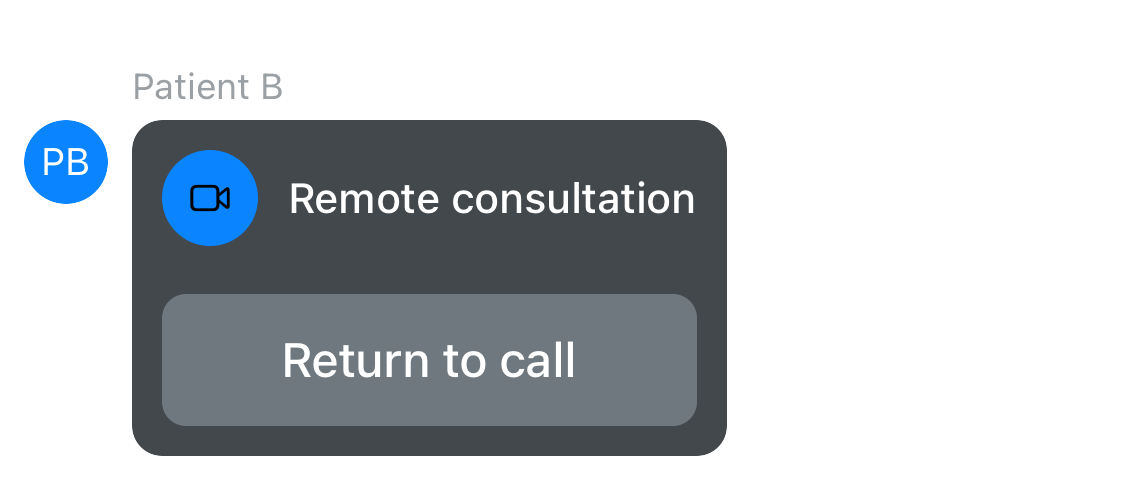 Patient B
PB
Remote consultation
Return to call